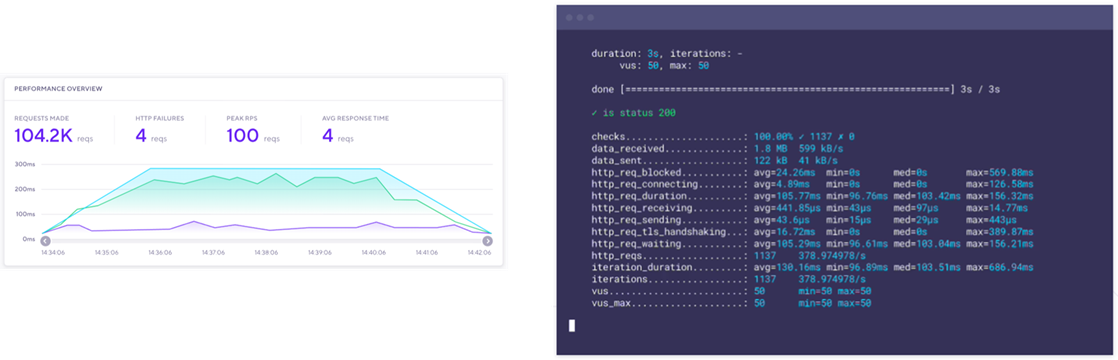 PERFORMANCE OVERVIEW
REQUESTS MADE
HTTP FAILURES
PEAK RPS
AVG RESPONSE TIME
104.2K reqs
4 reqs
100 reqs
4 reqs
300ms
200ms
100ms
0ms
14:34:06 14:35:06 14:36:06 14:37:06 14:38:06 14:39:06 14:40:06 14:41:06 14:42:06
duration: 3s, iterations: -
vus: 50, max: 50
done [==========================================================] 3s / 3s
✓ is status 200
checks.....................: 100.00% ✓ 1137 ✗ 0
data_received..............: 1.8 MB 599 kB/s
data_sent..................: 122 kB 41 kB/s
http_req_blocked...........: avg=24.26ms min=0s med=0s max=569.88ms
http_req_connecting........: avg=4.89ms min=0s med=0s max=126.58ms
http_req_duration..........: avg=105.77ms min=96.76ms med=103.42ms max=156.32ms
http_req_receiving.........: avg=441.85µs min=43µs med=97µs max=14.77ms
http_req_sending...........: avg=43.6µs min=15µs med=29µs max=443µs
http_req_tls_handshaking...: avg=16.72ms min=0s med=0s max=389.87ms
http_req_waiting...........: avg=105.29ms min=96.61ms med=103.04ms max=156.21ms
http_reqs..................: 1137 378.974978/s
iteration_duration.........: avg=130.16ms min=96.89ms med=103.51ms max=686.94ms
iterations.................: 1137 378.974978/s
vus........................: 50 min=50 max=50
vus_max....................: 50 min=50 max=50